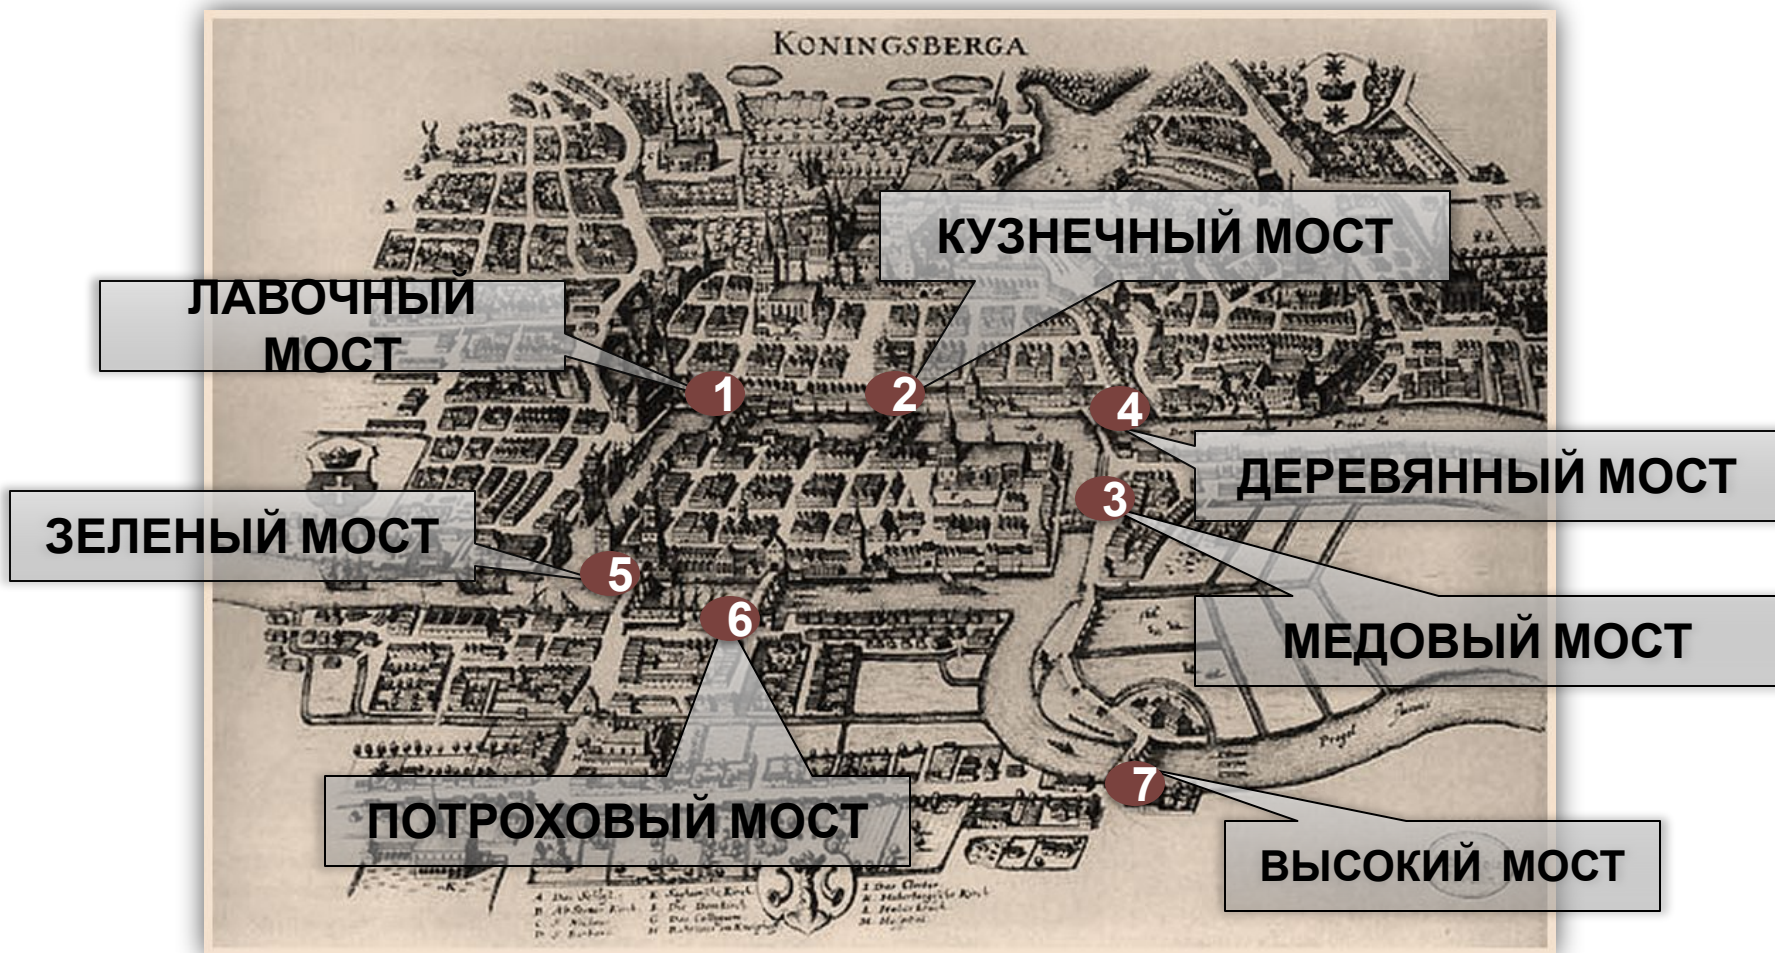 KONINGSBERGA
КУЗНЕЧНЫЙ МОСТ
ЛАВОЧНЫЙ
МОСТ
1
2
4
ДЕРЕВЯННЫЙ МОСТ
3
ЗЕЛЕНЫЙ МОСТ
5
6
МЕДОВЫЙ МОСТ
Pregel
7
ПОТРОХОВЫЙ МОСТ
ВЫСОКИЙ МОСТ